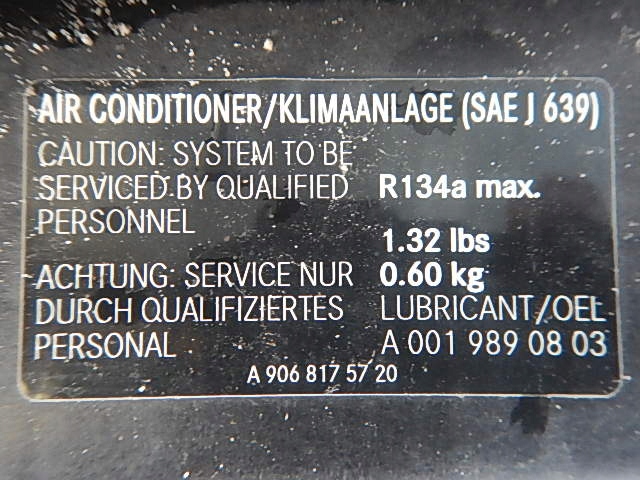 AIR CONDITIONER/KLIMAANLAGE (SAE J 639)
CAUTION: SYSTEM TO BE
SERVICED BY QUALIFIED
PERSONNEL
ACHTUNG: SERVICE NUR
DURCH QUALIFIZIERTES
PERSONAL
R134a max.
1.32 lbs
0.60 kg
LUBRICANT/OEL
A 001 989 08 03
A 906 817 57 20